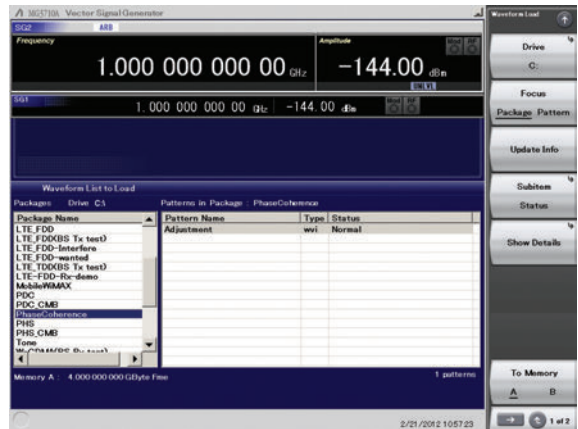 MG3710A Vector Signal Generator
SG2 ARB
Frequency
1.000 000 000 00 GHz
Amplitude
Mod RF
-144.00 dBm
UNLVL
SG1
1. 000 000 000 00 GHz
-144. 00 dBm
Mod RF
Waveform List to Load
Packages Drive C:\
Patterns in Package : PhaseCoherence
Package Name
LTE_FDD
LTE_FDD(BS Tx test)
LTE_FDD-Interfere
LTE_FDD-wanted
LTE_TDD(BS Tx test)
LTE-FDD-Rx-demo
MobileWiMAX
PDC
PDC_CMB
PhaseCoherence
PHS
PHS_CMB
Tone
Pattern Name Type Status
Adjustment wvi Normal
Memory A : 4.000 000 000 GByte Free
1 patterns
2/21/2012 10:57:23
Waveform Load
Drive
C:
Focus
Package Pattern
Update Info
Subitem
Status
Show Details
To Memory
A B
1 of 2